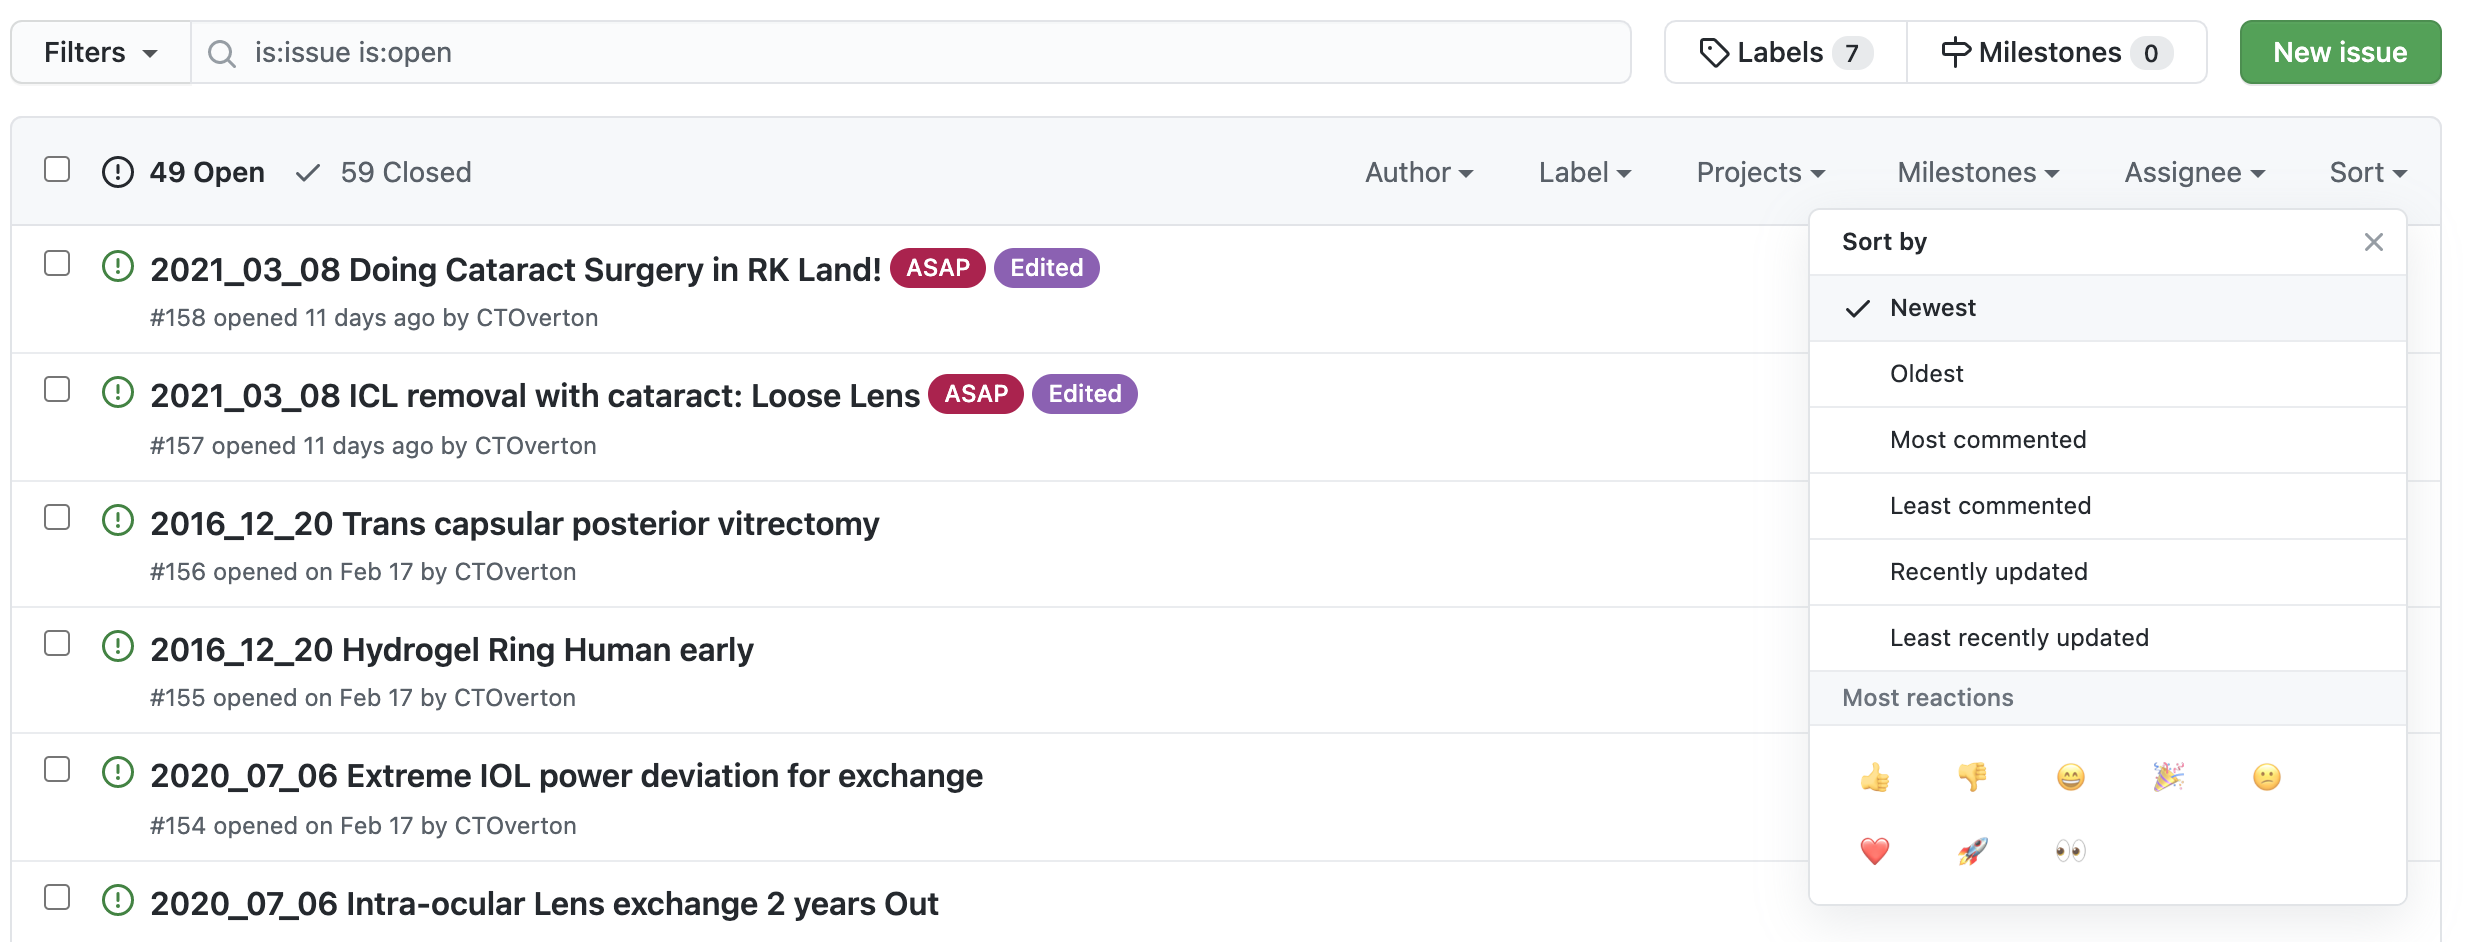 Filters is:issue is:open Labels 7 Milestones 0 New issue
49 Open 59 Closed Author Label Projects Milestones Assignee Sort
2021_03_08 Doing Cataract Surgery in RK Land! ASAP Edited
#158 opened 11 days ago by CTOverton
2021_03_08 ICL removal with cataract: Loose Lens ASAP Edited
#157 opened 11 days ago by CTOverton
2016_12_20 Trans capsular posterior vitrectomy
#156 opened on Feb 17 by CTOverton
2016_12_20 Hydrogel Ring Human early
#155 opened on Feb 17 by CTOverton
2020_07_06 Extreme IOL power deviation for exchange
#154 opened on Feb 17 by CTOverton
2020_07_06 Intra-ocular Lens exchange 2 years Out
Sort by
Newest
Oldest
Most commented
Least commented
Recently updated
Least recently updated
Most reactions